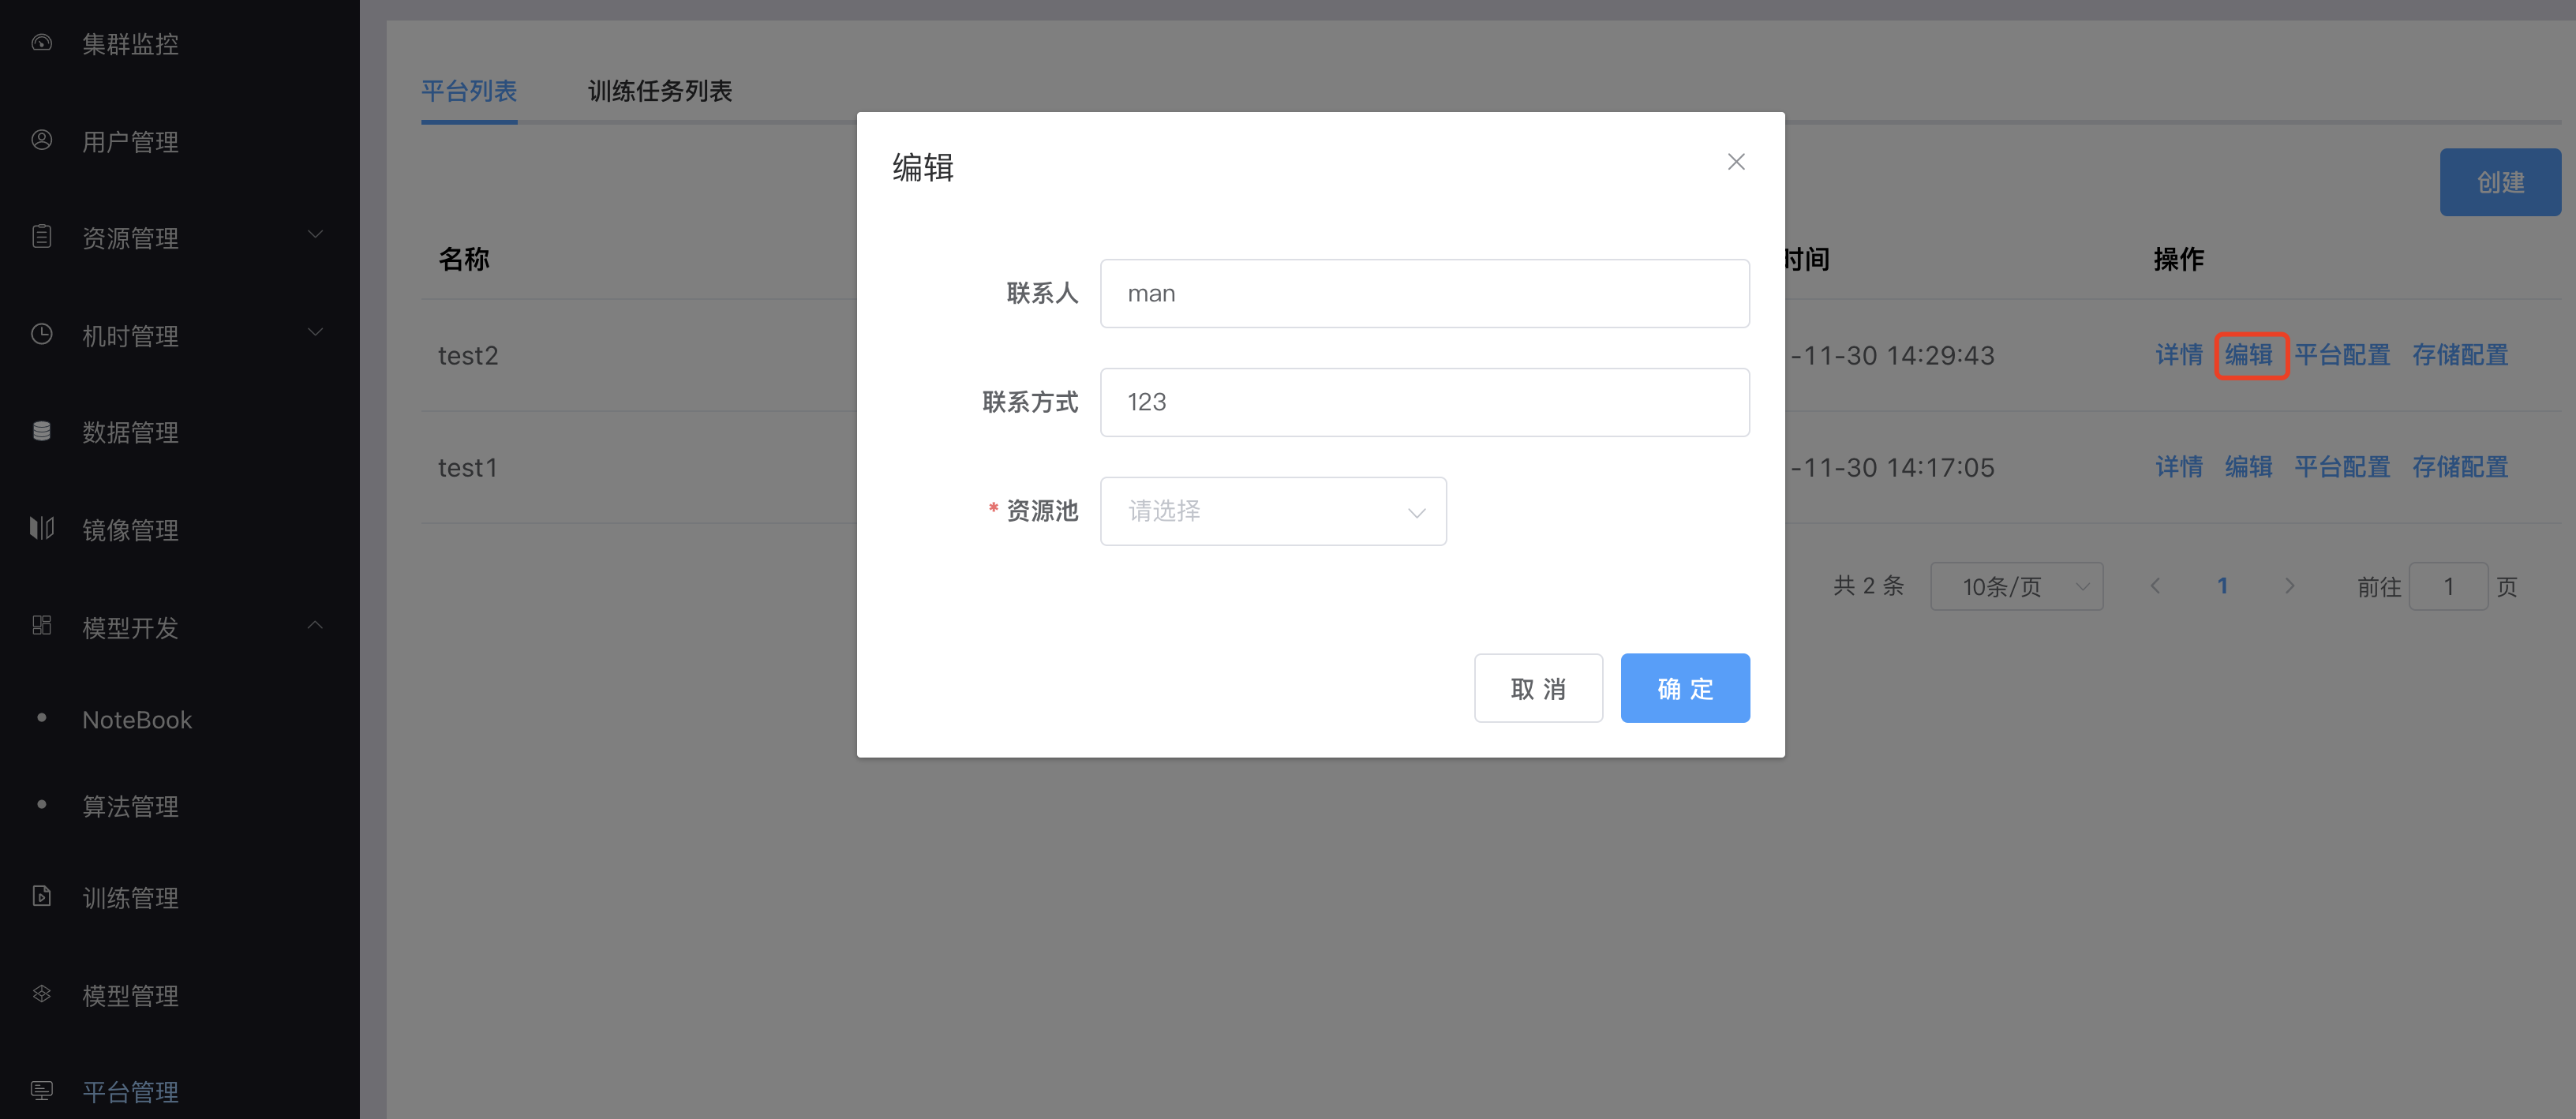 集群监控
用户管理
资源管理
机时管理
数据管理
镜像管理
模型开发
NoteBook
算法管理
训练管理
模型管理
平台管理
平台列表 训练任务列表
创建
名称 时间 操作
test2 -11-30 14:29:43 详情 编辑 平台配置 存储配置
test1 -11-30 14:17:05 详情 编辑 平台配置 存储配置
共 2 条 10条/页 1 前往 1 页
编辑
联系人 man
联系方式 123
* 资源池 请选择
取 消 确 定